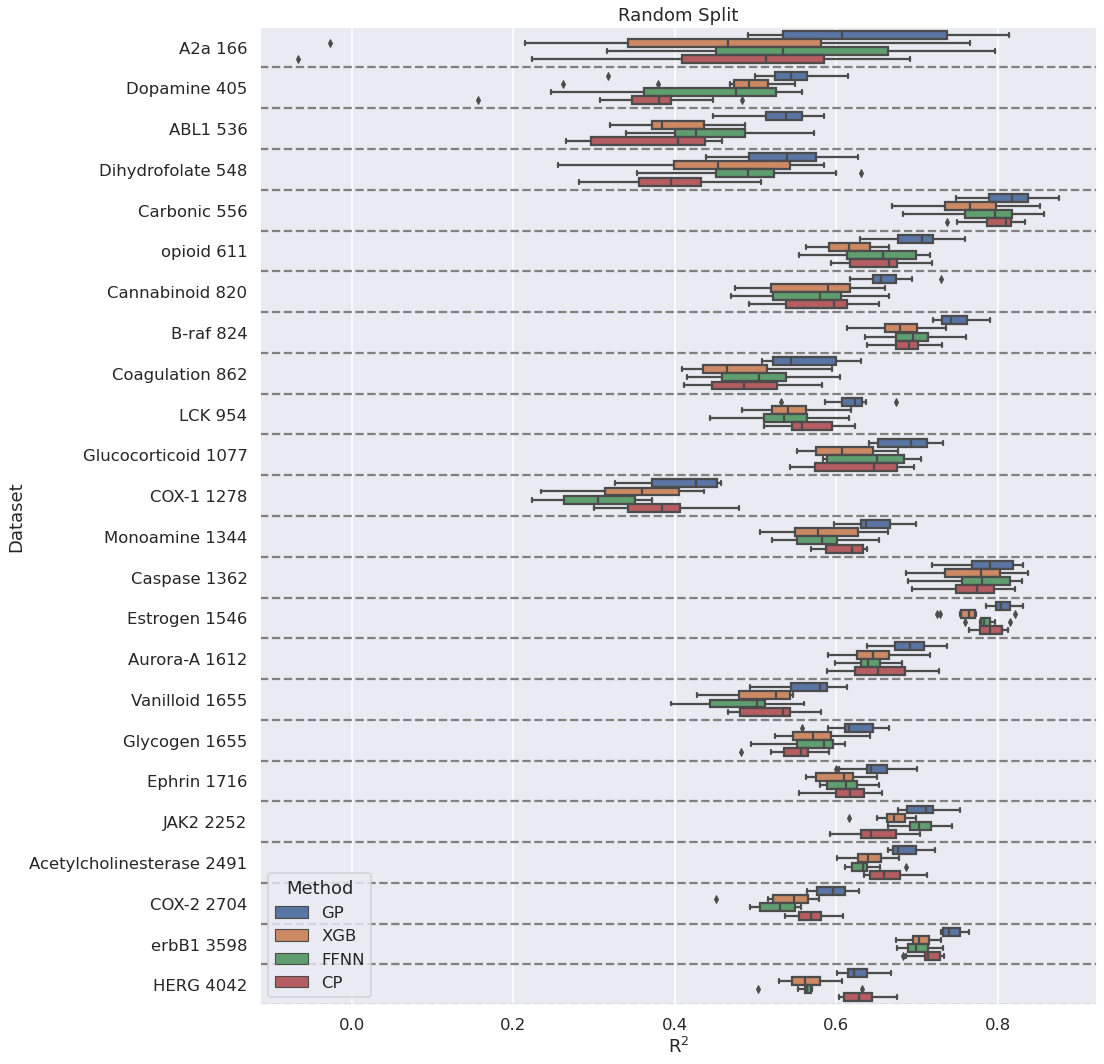 Random Split
A2a 166
Dopamine 405
ABL1 536
Dihydrofolate 548
Carbonic 556
opioid 611
Cannabinoid 820
B-raf 824
Coagulation 862
LCK 954
Glucocorticoid 1077
COX-1 1278
Monoamine 1344
Caspase 1362
Estrogen 1546
Aurora-A 1612
Vanilloid 1655
Glycogen 1655
Ephrin 1716
JAK2 2252
Acetylcholinesterase 2491
COX-2 2704
erbB1 3598
HERG 4042
Dataset
Method
GP
XGB
FFNN
CP
0.0 0.2 0.4 0.6 0.8
R²